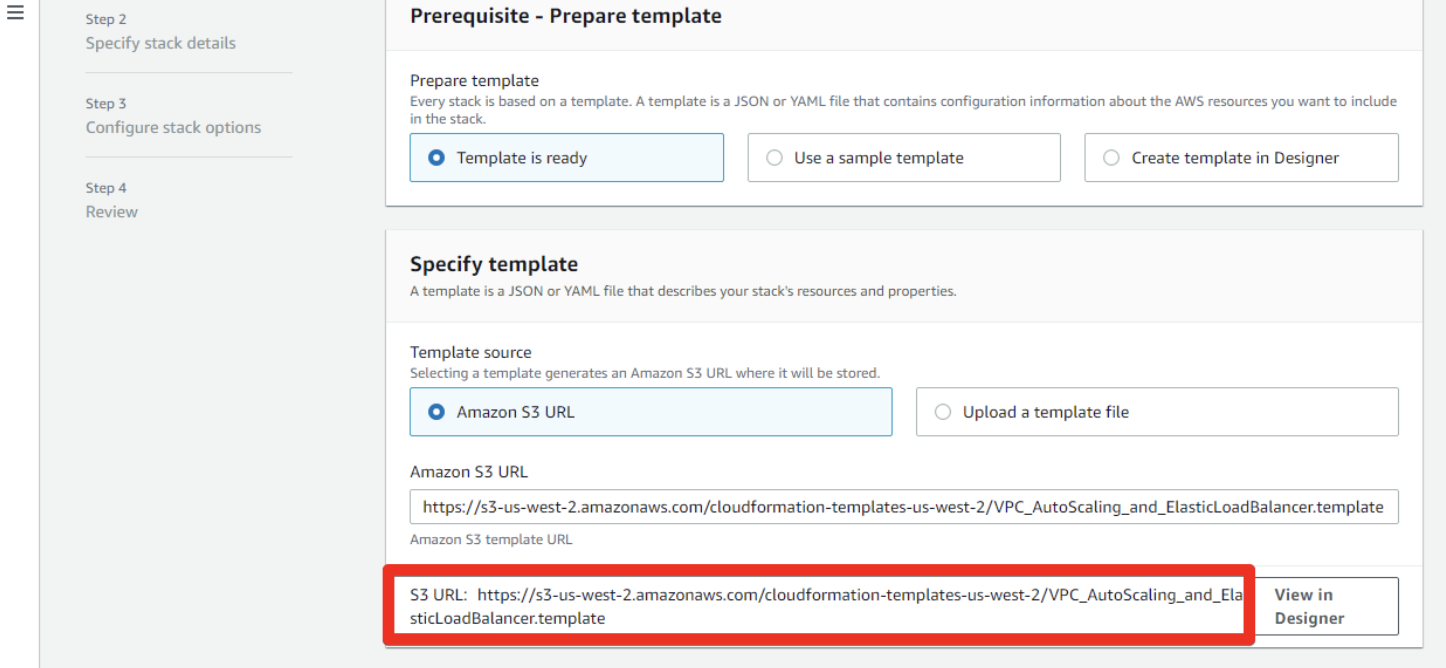 Step 2
Specify stack details
Step 3
Configure stack options
Step 4
Review
Prerequisite - Prepare template
Prepare template
Every stack is based on a template. A template is a JSON or YAML file that contains configuration information about the AWS resources you want to include
in the stack.
Template is ready
Use a sample template
Create template in Designer
Specify template
A template is a JSON or YAML file that describes your stack's resources and properties.
Template source
Selecting a template generates an Amazon S3 URL where it will be stored.
Amazon S3 URL
Upload a template file
Amazon S3 URL
https://s3-us-west-2.amazonaws.com/cloudformation-templates-us-west-2/VPC_AutoScaling_and_ElasticLoadBalancer.template
Amazon S3 template URL
S3 URL: https://s3-us-west-2.amazonaws.com/cloudformation-templates-us-west-2/VPC_AutoScaling_and_Ela
sticLoadBalancer.template
View in
Designer